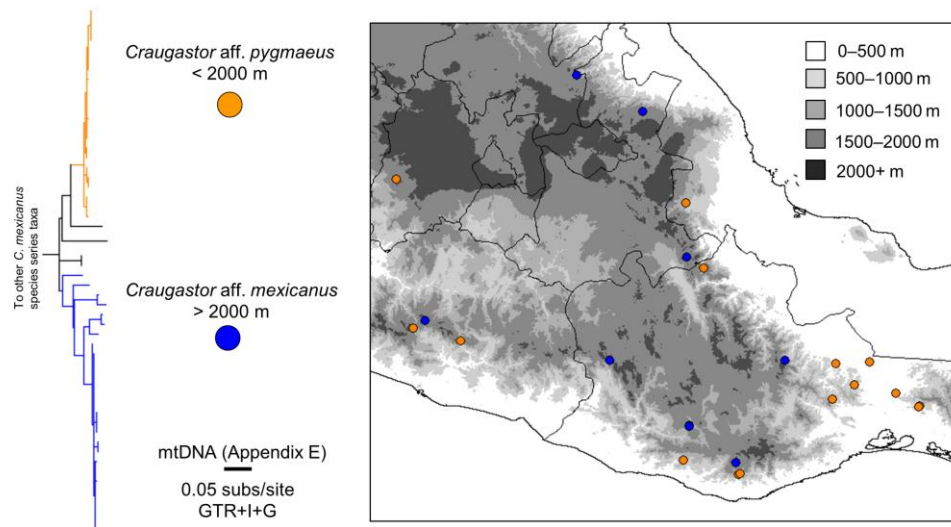 Craugastor aff. pygmaeus
< 2000 m
To other C. mexicanus
species series taxa
Craugastor aff. mexicanus
> 2000 m
mtDNA (Appendix E)
0.05 subs/site
GTR+I+G
0–500 m
500–1000 m
1000–1500 m
1500–2000 m
2000+ m